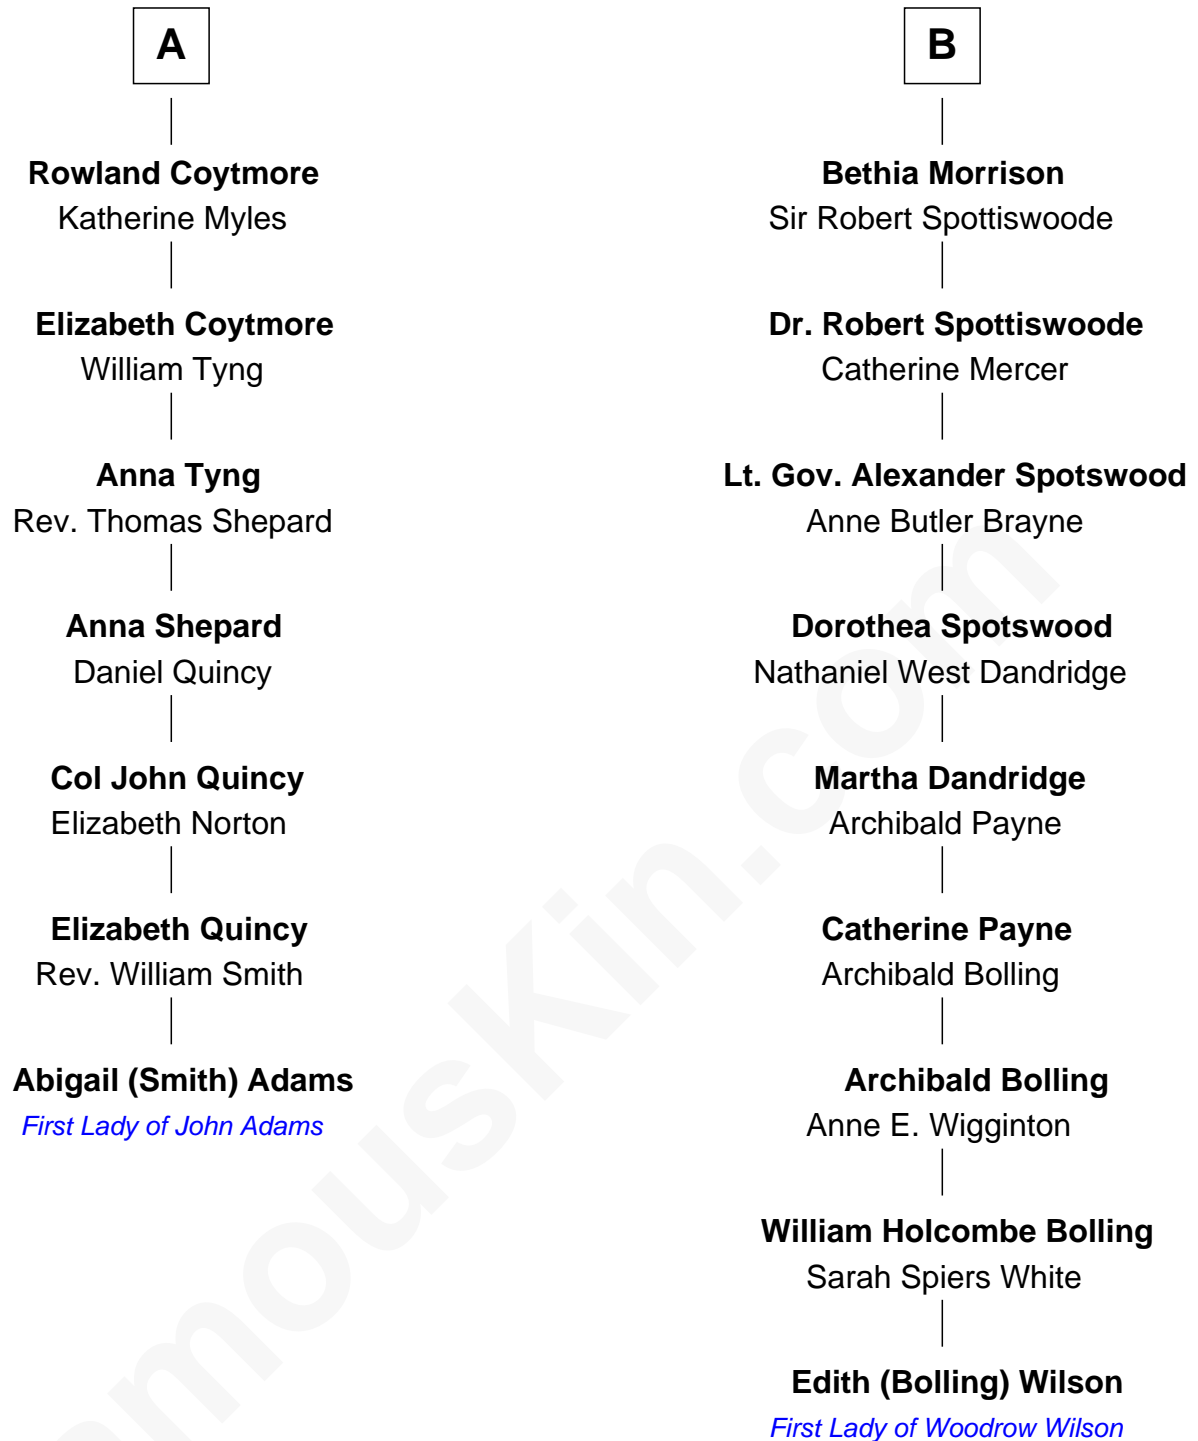 A
Rowland Coytmore
Katherine Myles
Elizabeth Coytmore
William Tyng
Anna Tyng
Rev. Thomas Shepard
Anna Shepard
Daniel Quincy
Col John Quincy
Elizabeth Norton
Elizabeth Quincy
Rev. William Smith
Abigail (Smith) Adams
First Lady of John Adams
B
Bethia Morrison
Sir Robert Spottiswoode
Dr. Robert Spottiswoode
Catherine Mercer
Lt. Gov. Alexander Spotswood
Anne Butler Brayne
Dorothea Spotswood
Nathaniel West Dandridge
Martha Dandridge
Archibald Payne
Catherine Payne
Archibald Bolling
Archibald Bolling
Anne E. Wigginton
William Holcombe Bolling
Sarah Spiers White
Edith (Bolling) Wilson
First Lady of Woodrow Wilson
amousKin.com